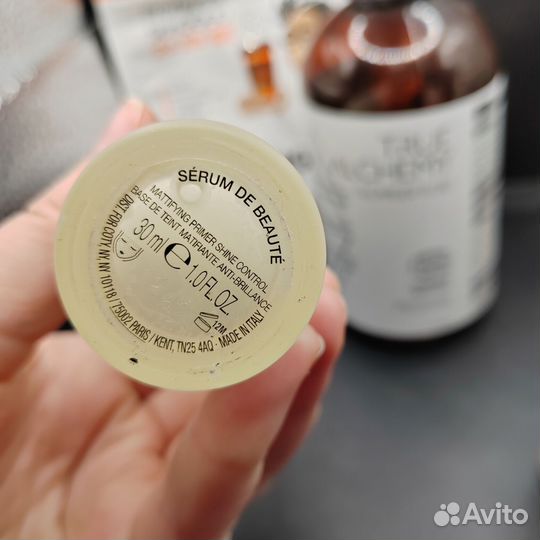 SÉRUM DE BEAUTÉ
MATTIFYING PRIMER SHINE CONTROL
BASE DE TEINT MATIFIANTE ANTI-BRILLANCE
30 ml e 1.0 FL.OZ.
12M
DIST. FOR COTY, NY, NY 10118 / 75002 PARIS / KENT, TN25 4AQ - MADE IN ITALY
TRUE
ALCHEMY
Avito